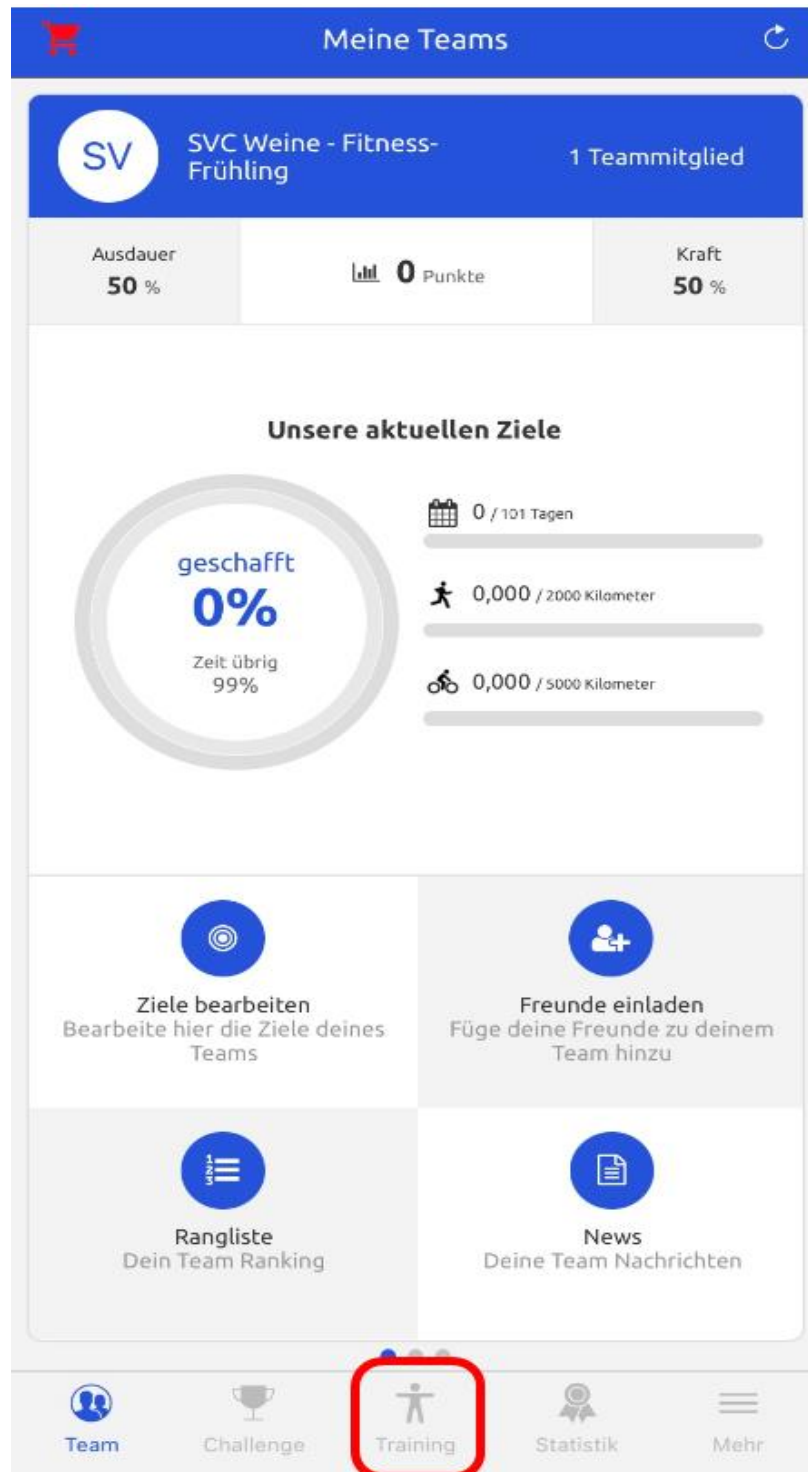 Meine Teams
SV
SVC Weine - Fitness-
Frühling
1 Teammitglied
Ausdauer
50 %
0 Punkte
Kraft
50 %
Unsere aktuellen Ziele
geschafft
0%
Zeit übrig
99%
0 / 101 Tagen
0,000 / 2000 Kilometer
0,000 / 5000 Kilometer
Ziele bearbeiten
Bearbeite hier die Ziele deines
Teams
Freunde einladen
Füge deine Freunde zu deinem
Team hinzu
Rangliste
Dein Team Ranking
News
Deine Team Nachrichten
Team
Challenge
Training
Statistik
Mehr